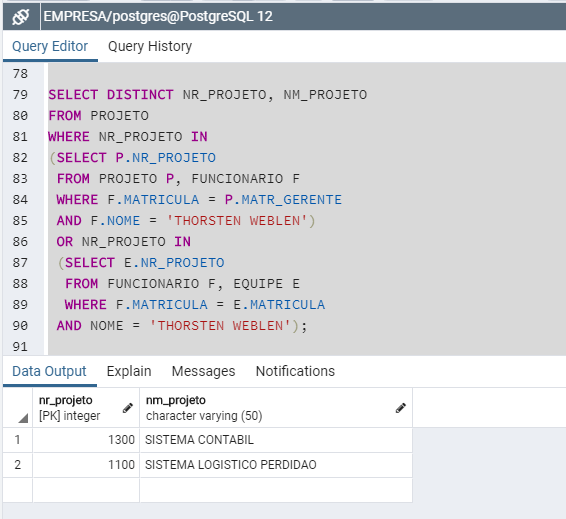 EMPRESA/postgres@PostgreSQL 12
Query Editor Query History
78
79 SELECT DISTINCT NR_PROJETO, NM_PROJETO
80 FROM PROJETO
81 WHERE NR_PROJETO IN
82 (SELECT P.NR_PROJETO
83 FROM PROJETO P, FUNCIONARIO F
84 WHERE F.MATRICULA = P.MATR_GERENTE
85 AND F.NOME = 'THORSTEN WEBLEN')
86 OR NR_PROJETO IN
87 (SELECT E.NR_PROJETO
88 FROM FUNCIONARIO F, EQUIPE E
89 WHERE F.MATRICULA = E.MATRICULA
90 AND NOME = 'THORSTEN WEBLEN');
91
Data Output Explain Messages Notifications
nr_projeto nm_projeto
[PK] integer character varying (50)
1 1300 SISTEMA CONTABIL
2 1100 SISTEMA LOGISTICO PERDIDAO